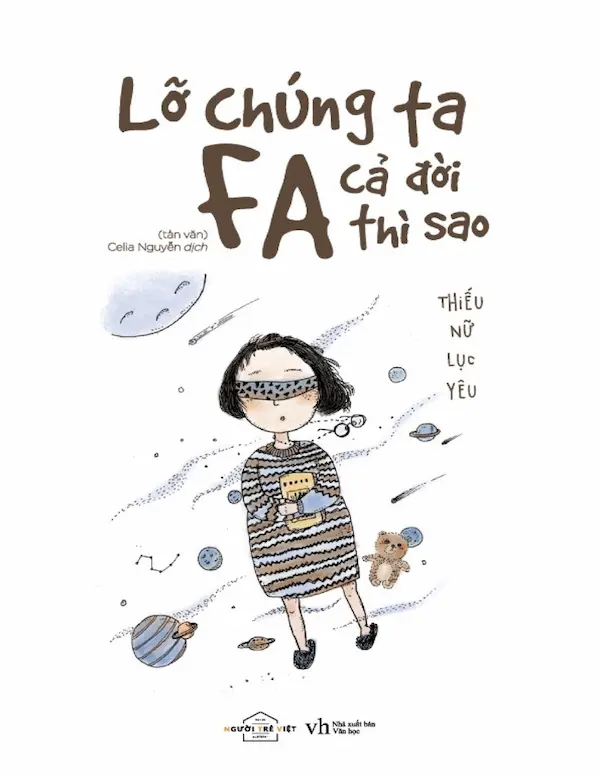 Lỡ chúng ta
FA cả đời
thì sao
(tản văn)
Celia Nguyễn dịch
THIẾU
NỮ
LỤC
YÊU
NGƯỜI TRẺ VIỆT
vh Nhà xuất bản
Văn học